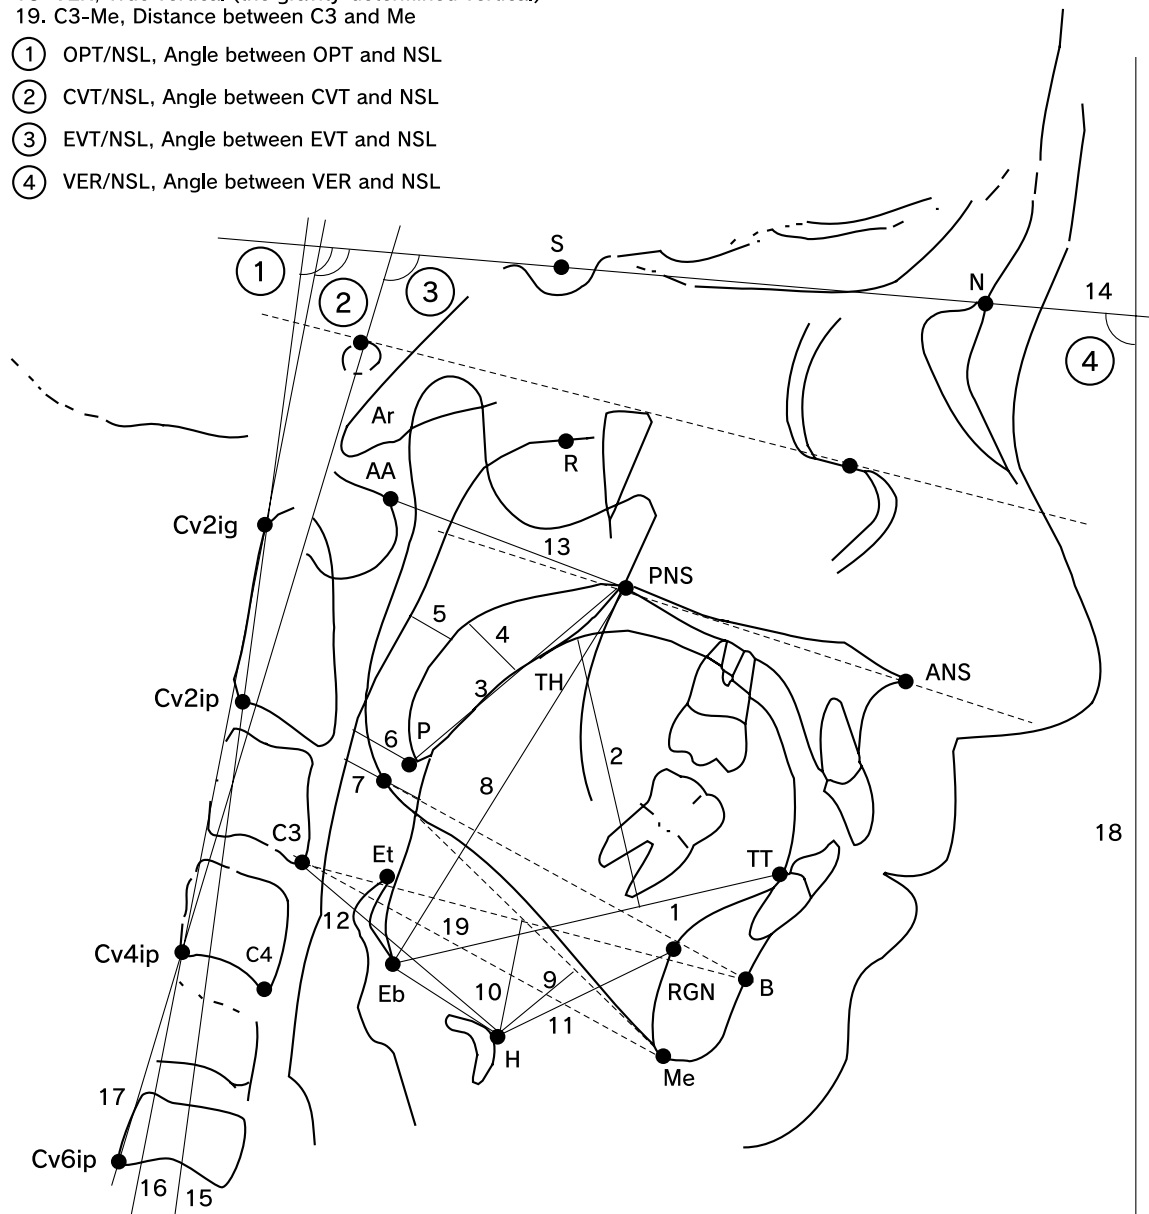 19. C3-Me, Distance between C3 and Me
1 OPT/NSL, Angle between OPT and NSL
2 CVT/NSL, Angle between CVT and NSL
3 EVT/NSL, Angle between EVT and NSL
4 VER/NSL, Angle between VER and NSL
S
1
2
3
N
14
4
Ar
R
AA
Cv2ig
13
PNS
5
4
3
TH
ANS
Cv2ip
P
6
7
8
2
18
C3
Et
TT
12
19
1
Cv4ip
C4
Eb
10
9
RGN
B
11
H
Me
17
Cv6ip
16
15